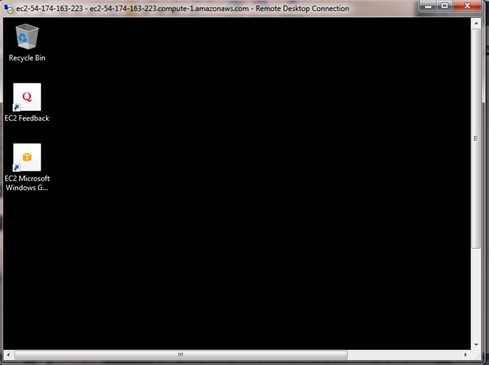 ec2-54-174-163-223 - ec2-54-174-163-223.compute-1.amazonaws.com - Remote Desktop Connection
Recycle Bin
Q
EC2 Feedback
EC2 Microsoft
Windows G...